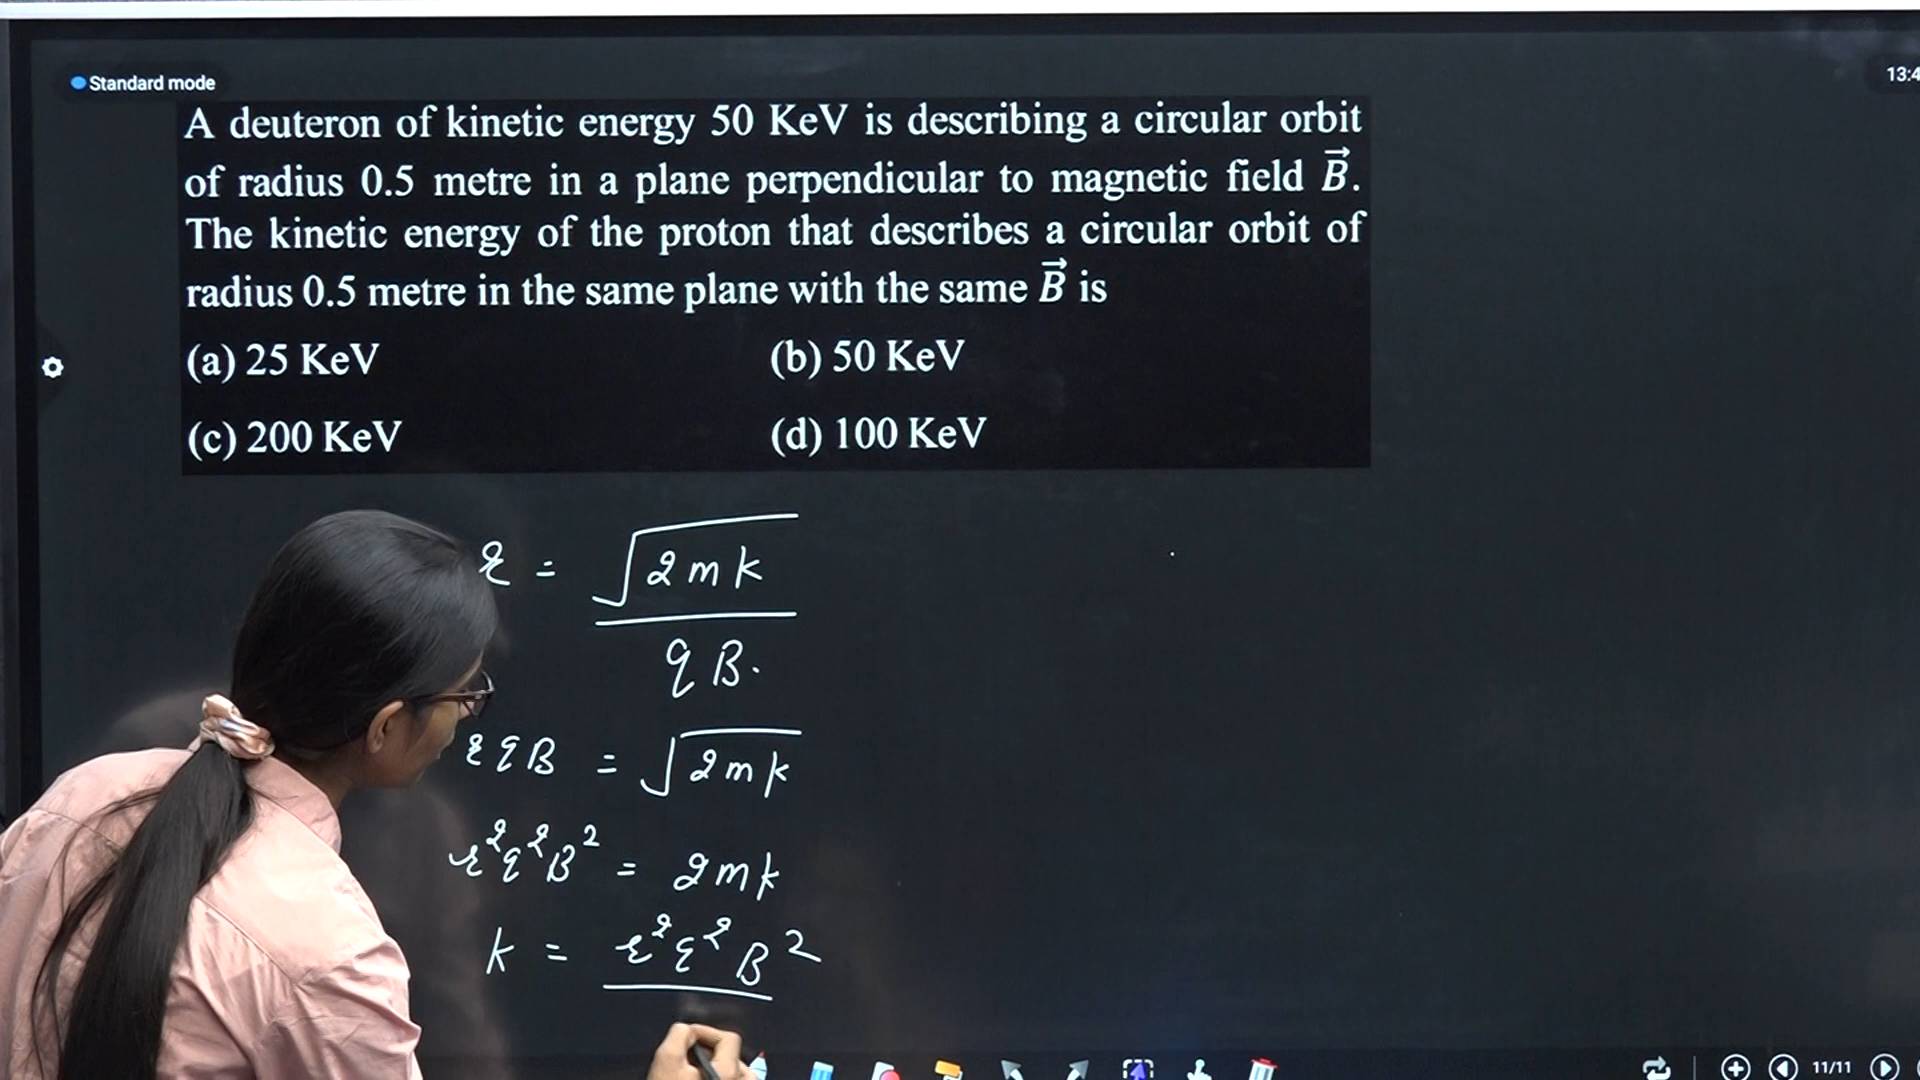 Standard mode
13:4
A deuteron of kinetic energy 50 KeV is describing a circular orbit
of radius 0.5 metre in a plane perpendicular to magnetic field B⃗.
The kinetic energy of the proton that describes a circular orbit of
radius 0.5 metre in the same plane with the same B⃗ is
(a) 25 KeV (b) 50 KeV
(c) 200 KeV (d) 100 KeV
r = √2mk
qB.
rqB = √2mk
r²q²B² = 2mk
k = r²q²B²
11/11